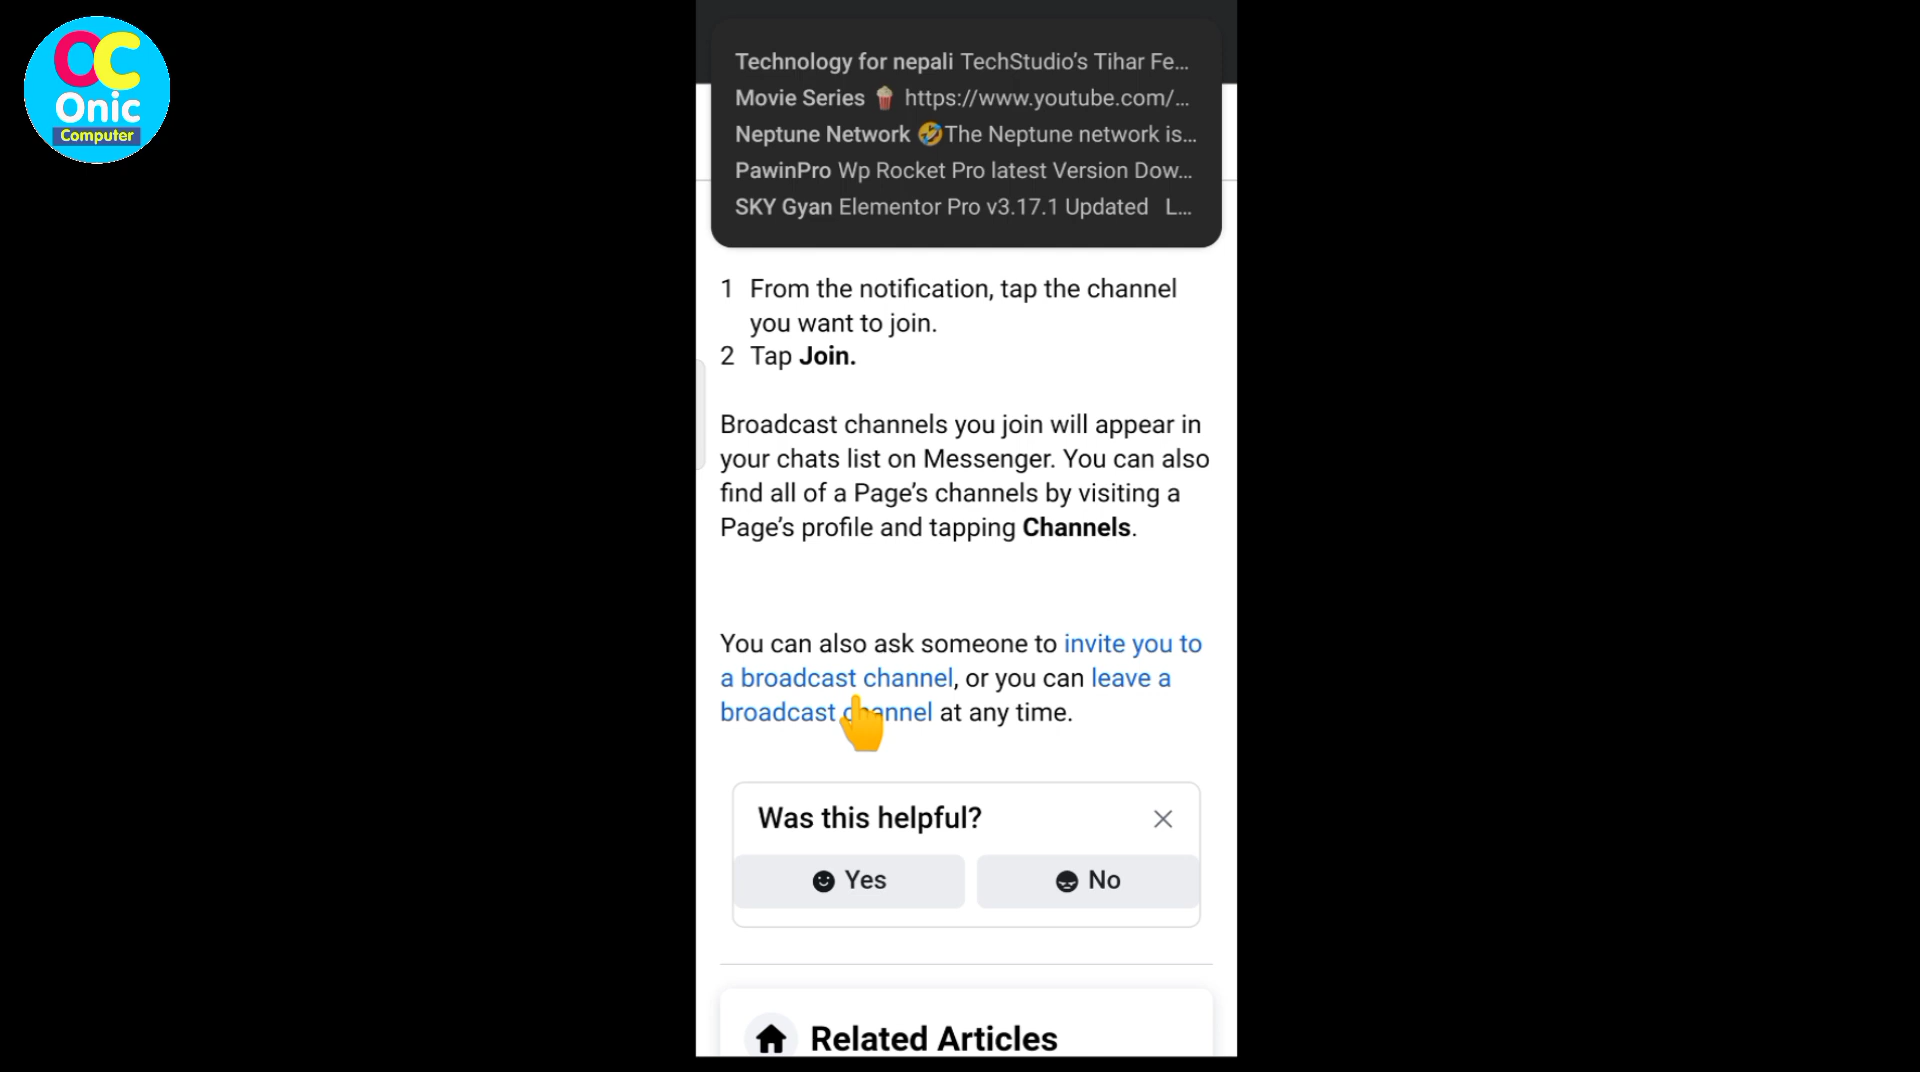 OC
Onic
Computer
Technology for nepali TechStudio’s Tihar Fe...
Movie Series 🍿 https://www.youtube.com/...
Neptune Network 🤣The Neptune network is...
PawinPro Wp Rocket Pro latest Version Dow...
SKY Gyan Elementor Pro v3.17.1 Updated L...
1 From the notification, tap the channel
you want to join.
2 Tap Join.
Broadcast channels you join will appear in
your chats list on Messenger. You can also
find all of a Page’s channels by visiting a
Page’s profile and tapping Channels.
You can also ask someone to invite you to
a broadcast channel, or you can leave a
broadcast channel at any time.
Was this helpful?
Yes
No
Related Articles